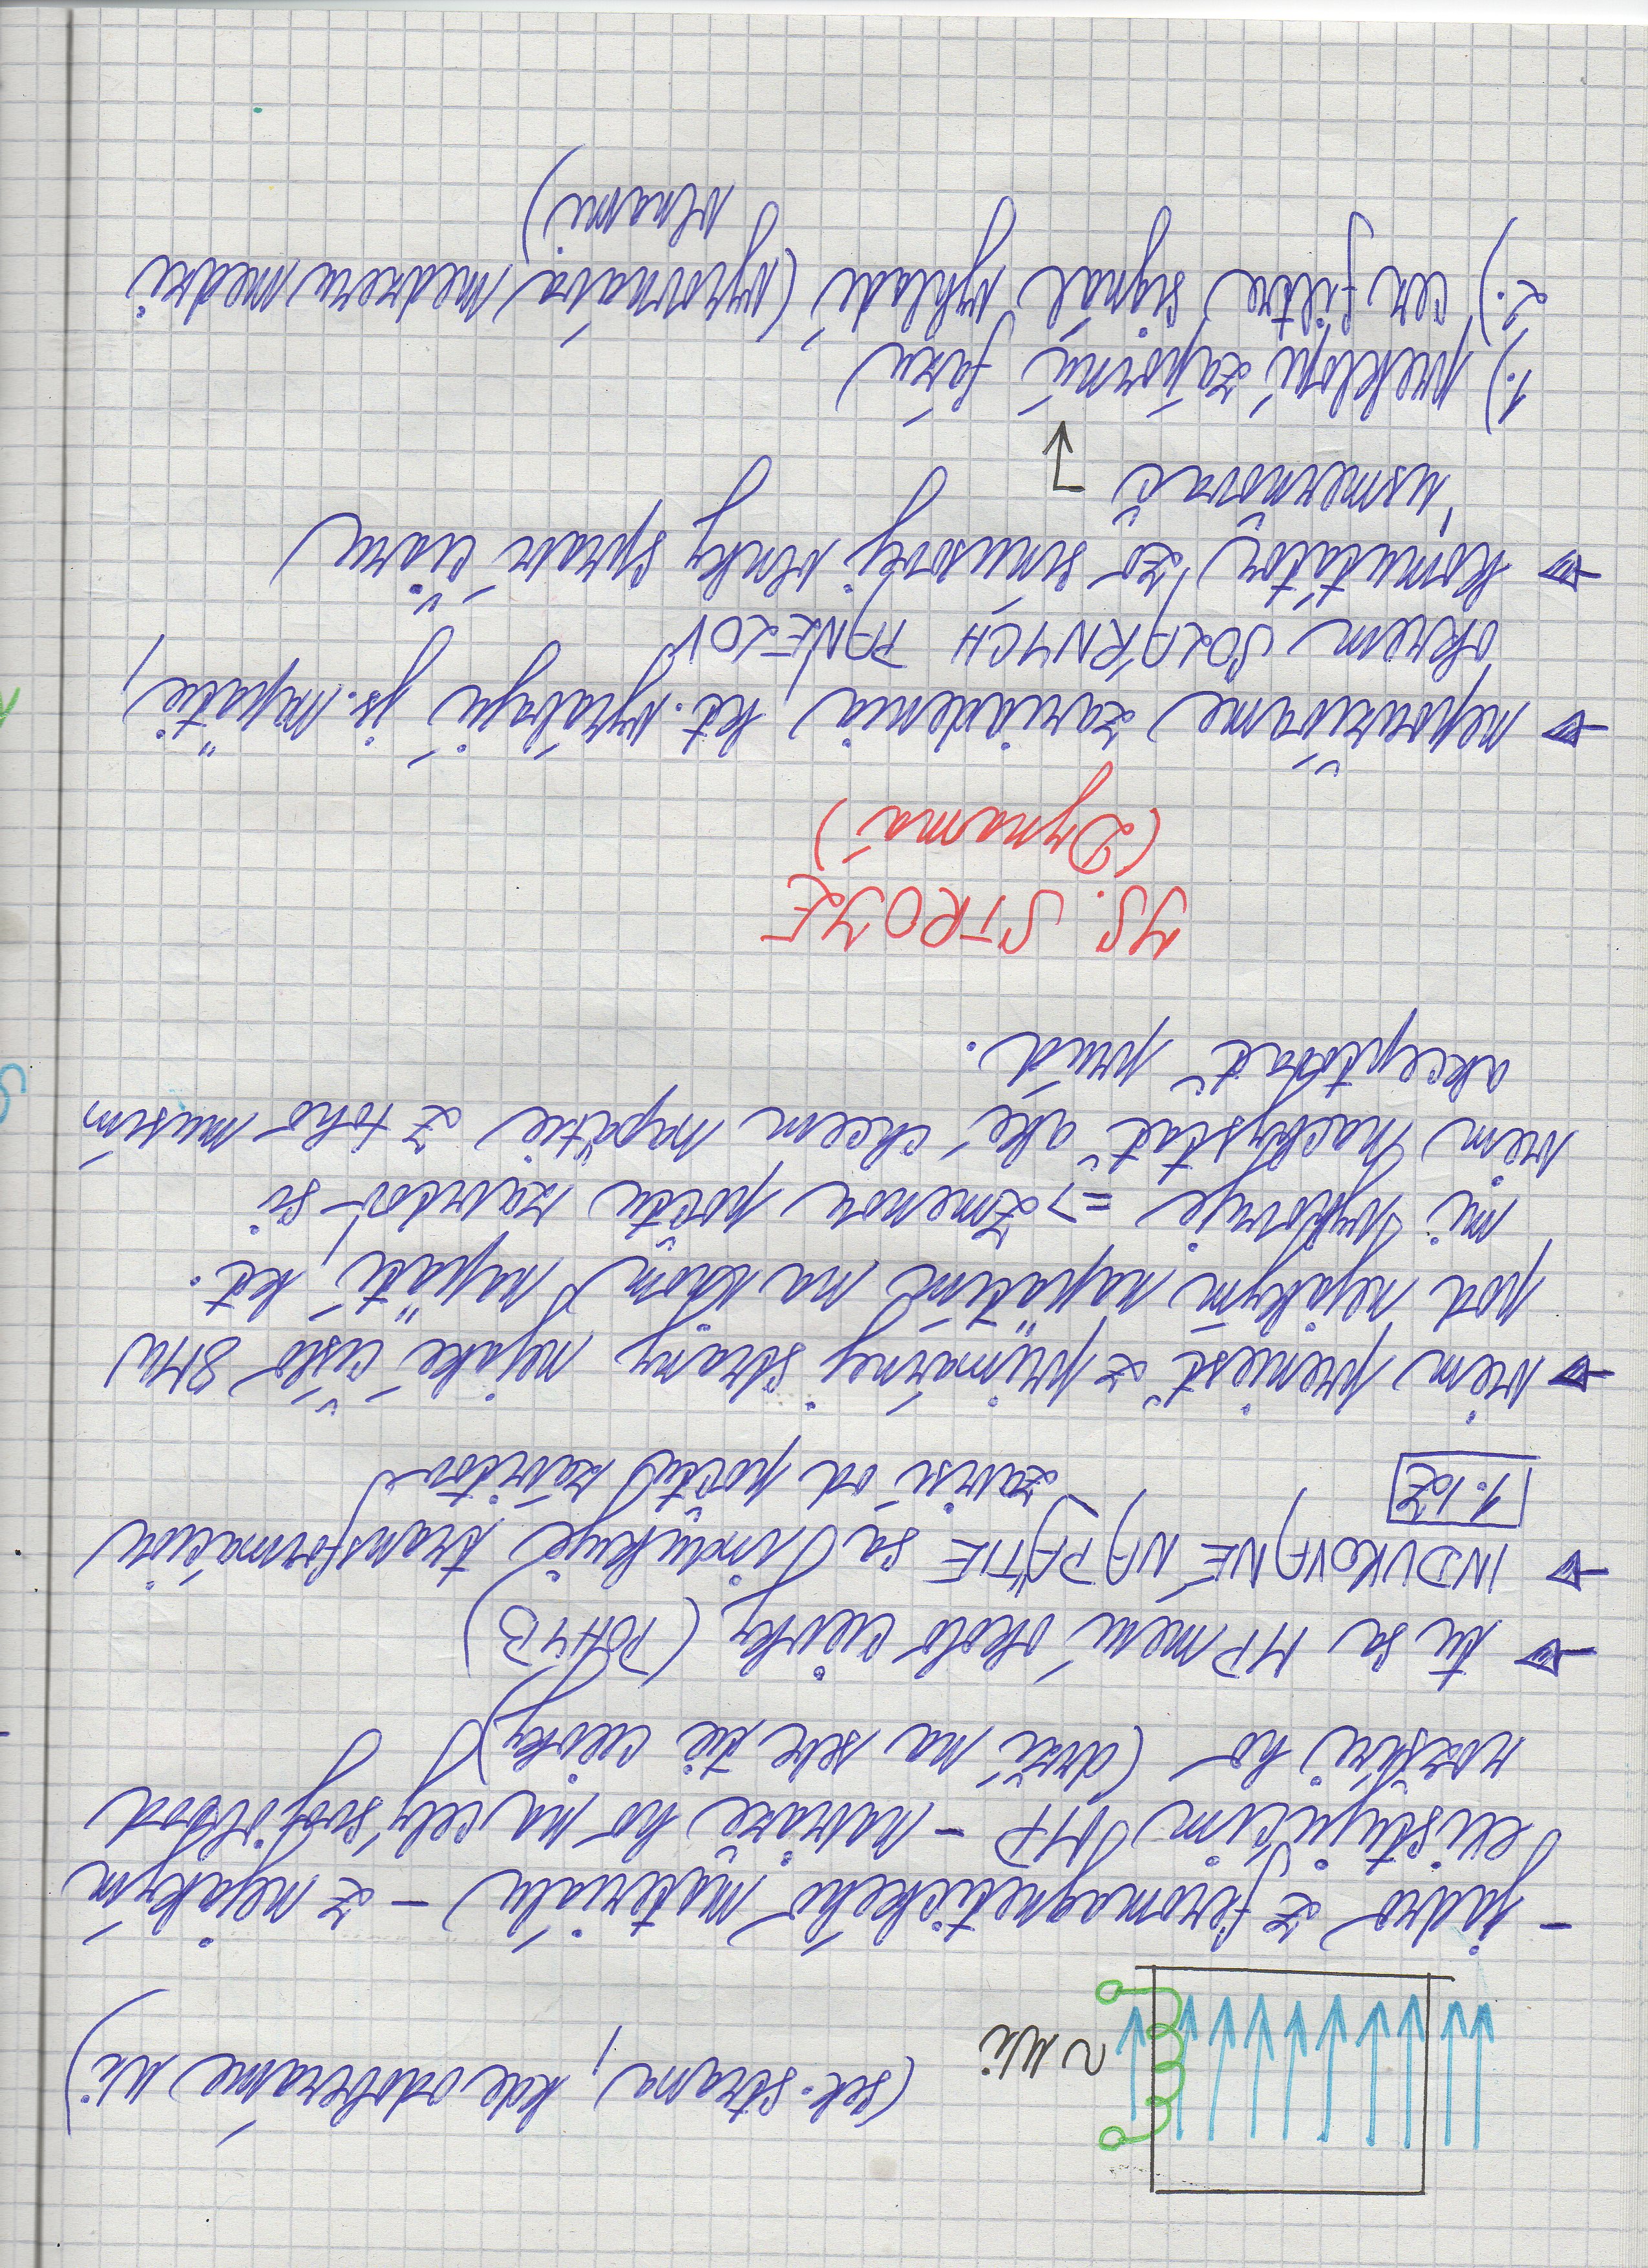 ~ Ui
(sek. strana, kde odoberáme Ui)
- jadro z feromagnetického materiálu - z nejakým
existujúcim MP - naviaže ho na celý svoj obvod
rozšíri ho (drží na sebe tie cievky)
tu sa MP mení okolo cievky (POHYB)
INDUKOVANÉ NAPÄTIE sa indukuje transformáciou
1. IZ
závisí od počtu závitov
viem preniesť z primárnej strany nejaké číslo 8MW
pod nejakým napätím na inom napätí, kt.
mi vyhovuje => Zmenou počtu závitov si
viem nachystať aké chcem napätie z toho musím
akceptovať prúd.
JS. STROJE
(Dynamá)
nepoužívame zariadenia, kt. vyrábajú js. napätie,
okrem SOLÁRNYCH PANELOV
komutátor zo sínusovej vlnky spraví čiaru
usmerňovač
1.) preklopí zápornú fázu
2.) cez filtre signál vyhladí (vyrovnáva medzeru medzi
vlnami)